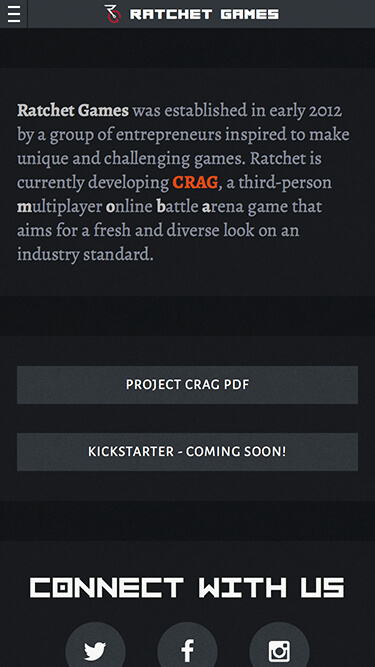 RATCHET GAMES
Ratchet Games was established in early 2012
by a group of entrepreneurs inspired to make
unique and challenging games. Ratchet is
currently developing CRAG, a third-person
multiplayer online battle arena game that
aims for a fresh and diverse look on an
industry standard.
PROJECT CRAG PDF
KICKSTARTER - COMING SOON!
CONNECT WITH US